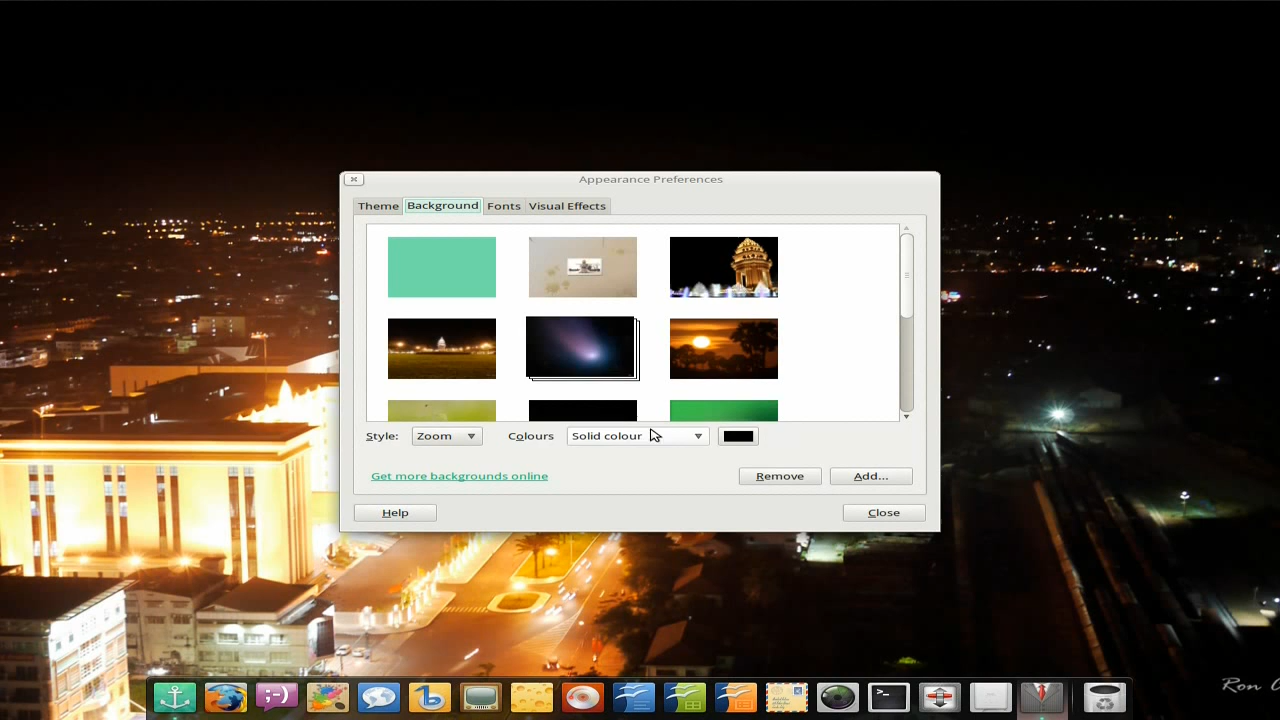 Appearance Preferences
Theme Background Fonts Visual Effects
Style: Zoom Colours Solid colour
Get more backgrounds online Remove Add...
Help Close
;-)
b
>_
Ron